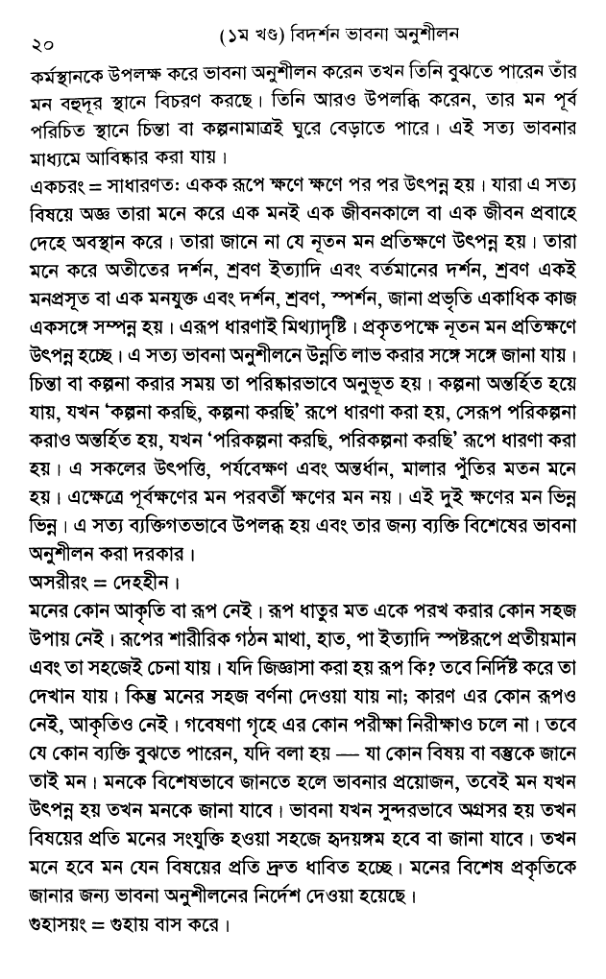 ২০
(১ম খণ্ড) বিদর্শন ভাবনা অনুশীলন
কর্মস্থানকে উপলক্ষ করে ভাবনা অনুশীলন করেন তখন তিনি বুঝতে পারেন তাঁর
মন বহুদূর স্থানে বিচরণ করছে। তিনি আরও উপলব্ধি করেন, তার মন পূর্ব
পরিচিত স্থানে চিন্তা বা কল্পনামাত্রই ঘুরে বেড়াতে পারে। এই সত্য ভাবনার
মাধ্যমে আবিষ্কার করা যায়।
একচরং = সাধারণতঃ একক রূপে ক্ষণে ক্ষণে পর পর উৎপন্ন হয়। যারা এ সত্য
বিষয়ে অজ্ঞ তারা মনে করে এক মনই এক জীবনকালে বা এক জীবন প্রবাহে
দেহে অবস্থান করে। তারা জানে না যে নূতন মন প্রতিক্ষণে উৎপন্ন হয়। তারা
মনে করে অতীতের দর্শন, শ্রবণ ইত্যাদি এবং বর্তমানের দর্শন, শ্রবণ একই
মনপ্রসূত বা এক মনযুক্ত এবং দর্শন, শ্রবণ, স্পর্শন, জানা প্রভৃতি একাধিক কাজ
একসঙ্গে সম্পন্ন হয়। এরূপ ধারণাই মিথ্যাদৃষ্টি। প্রকৃতপক্ষে নূতন মন প্রতিক্ষণে
উৎপন্ন হচ্ছে। এ সত্য ভাবনা অনুশীলনে উন্নতি লাভ করার সঙ্গে সঙ্গে জানা যায়।
চিন্তা বা কল্পনা করার সময় তা পরিষ্কারভাবে অনুভূত হয়। কল্পনা অন্তর্হিত হয়ে
যায়, যখন ‘কল্পনা করছি, কল্পনা করছি’ রূপে ধারণা করা হয়, সেরূপ পরিকল্পনা
করাও অন্তর্হিত হয়, যখন ‘পরিকল্পনা করছি, পরিকল্পনা করছি’ রূপে ধারণা করা
হয়। এ সকলের উৎপত্তি, পর্যবেক্ষণ এবং অন্তর্ধান, মালার পুঁতির মতন মনে
হয়। এক্ষেত্রে পূর্বক্ষণের মন পরবর্তী ক্ষণের মন নয়। এই দুই ক্ষণের মন ভিন্ন
ভিন্ন। এ সত্য ব্যক্তিগতভাবে উপলব্ধ হয় এবং তার জন্য ব্যক্তি বিশেষের ভাবনা
অনুশীলন করা দরকার।
অসরীরং = দেহহীন।
মনের কোন আকৃতি বা রূপ নেই। রূপ ধাতুর মত একে পরখ করার কোন সহজ
উপায় নেই। রূপের শারীরিক গঠন মাথা, হাত, পা ইত্যাদি স্পষ্টরূপে প্রতীয়মান
এবং তা সহজেই চেনা যায়। যদি জিজ্ঞাসা করা হয় রূপ কি? তবে নির্দিষ্ট করে তা
দেখান যায়। কিন্তু মনের সহজ বর্ণনা দেওয়া যায় না; কারণ এর কোন রূপও
নেই, আকৃতিও নেই। গবেষণা গৃহে এর কোন পরীক্ষা নিরীক্ষাও চলে না। তবে
যে কোন ব্যক্তি বুঝতে পারেন, যদি বলা হয় — যা কোন বিষয় বা বস্তুকে জানে
তাই মন। মনকে বিশেষভাবে জানতে হলে ভাবনার প্রয়োজন, তবেই মন যখন
উৎপন্ন হয় তখন মনকে জানা যাবে। ভাবনা যখন সুন্দরভাবে অগ্রসর হয় তখন
বিষয়ের প্রতি মনের সংযুক্তি হওয়া সহজে হৃদয়ঙ্গম হবে বা জানা যাবে। তখন
মনে হবে মন যেন বিষয়ের প্রতি দ্রুত ধাবিত হচ্ছে। মনের বিশেষ প্রকৃতিকে
জানার জন্য ভাবনা অনুশীলনের নির্দেশ দেওয়া হয়েছে।
গুহাসয়ং = গুহায় বাস করে।